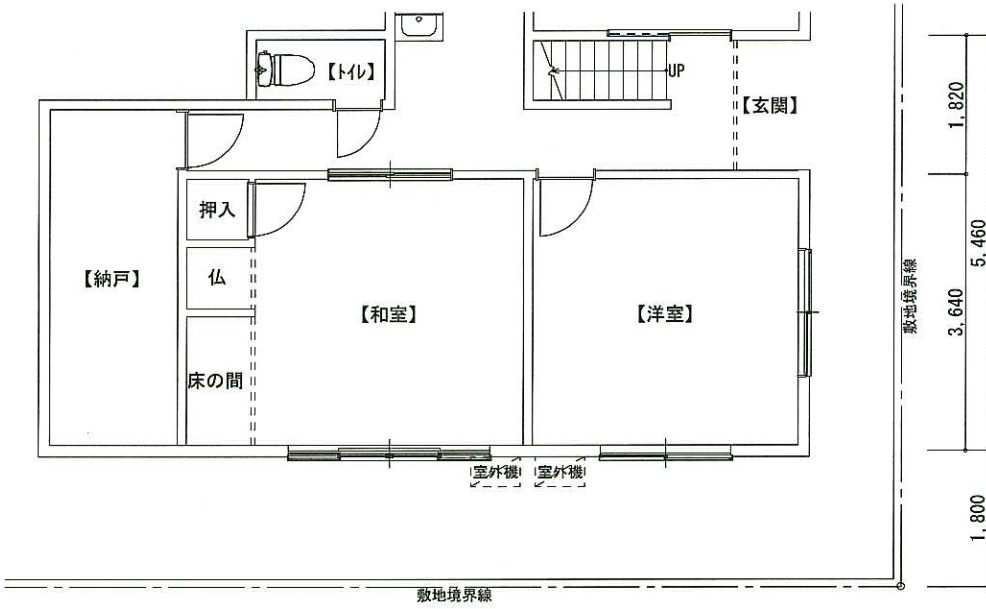 【トイレ】
UP
【玄関】
1,820
押入
【納戸】
仏
【和室】
【洋室】
敷地境界線
5,460
3,640
床の間
室外機
室外機
1,800
敷地境界線